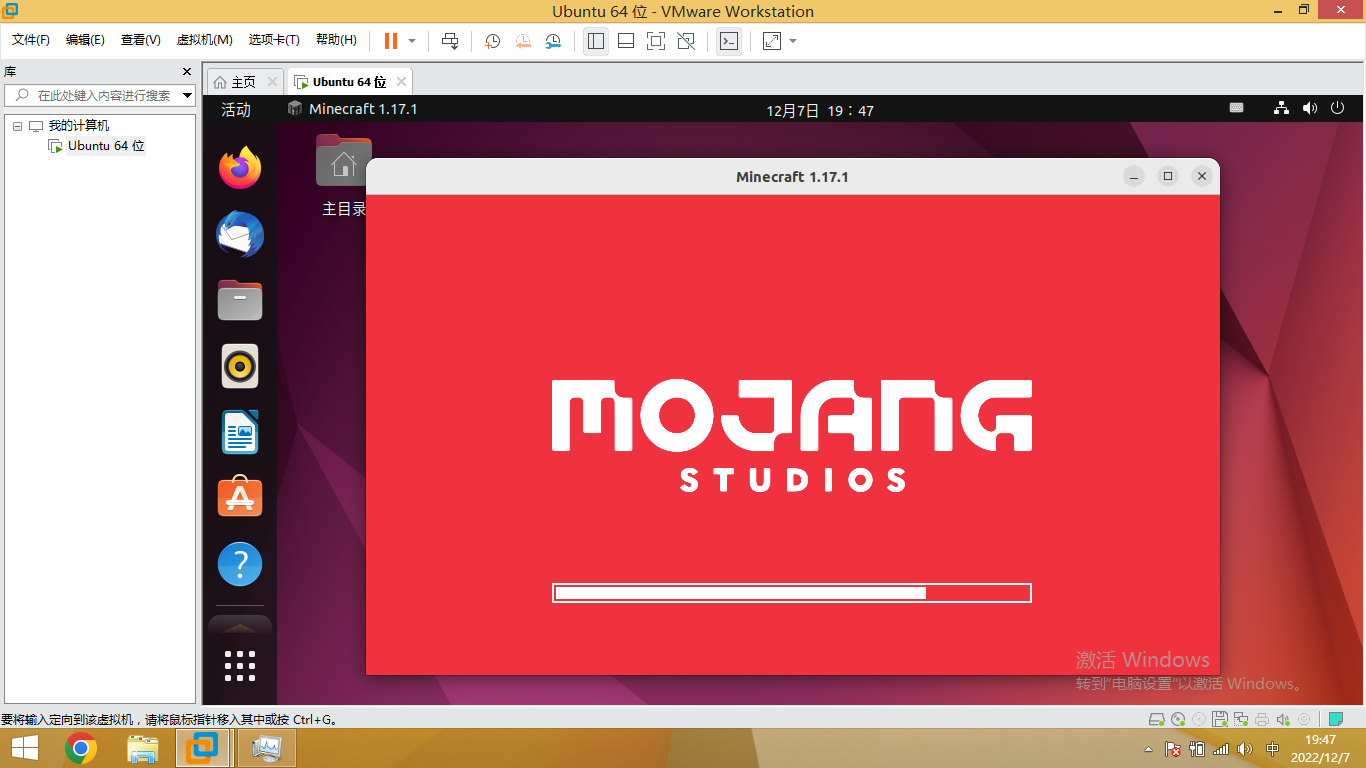 Ubuntu 64 位 - VMware Workstation
文件(F) 编辑(E) 查看(V) 虚拟机(M) 选项卡(T) 帮助(H)
库
在此处键入内容进行搜索
我的计算机
Ubuntu 64 位
主页 Ubuntu 64 位
活动 Minecraft 1.17.1 12月7日 19：47
主目录
Minecraft 1.17.1
MOJANG
STUDIOS
激活 Windows
转到"电脑设置"以激活 Windows。
要将输入定向到该虚拟机，请将鼠标指针移入其中或按 Ctrl+G。
中
19:47
2022/12/7